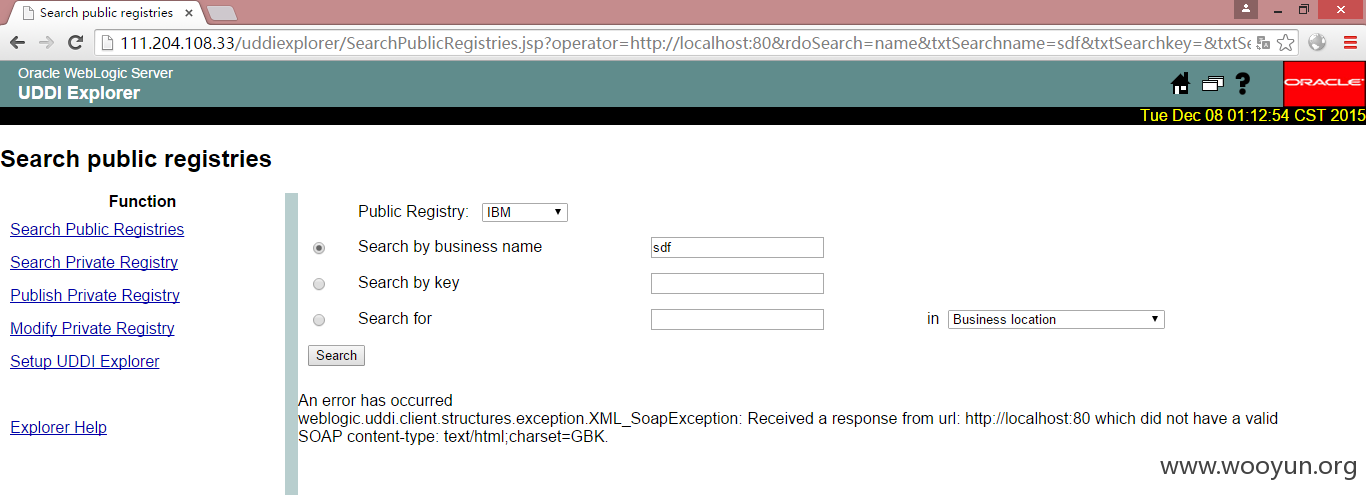 Search public registries
111.204.108.33/uddiexplorer/SearchPublicRegistries.jsp?operator=http://localhost:80&rdoSearch=name&txtSearchname=sdf&txtSearchkey=&txtSe
Oracle WebLogic Server
UDDI Explorer
ORACLE
Tue Dec 08 01:12:54 CST 2015
Search public registries
Function
Search Public Registries
Search Private Registry
Publish Private Registry
Modify Private Registry
Setup UDDI Explorer
Explorer Help
Public Registry: IBM
Search by business name sdf
Search by key
Search for in Business location
Search
An error has occurred
weblogic.uddi.client.structures.exception.XML_SoapException: Received a response from url: http://localhost:80 which did not have a valid
SOAP content-type: text/html;charset=GBK.
www.wooyun.org